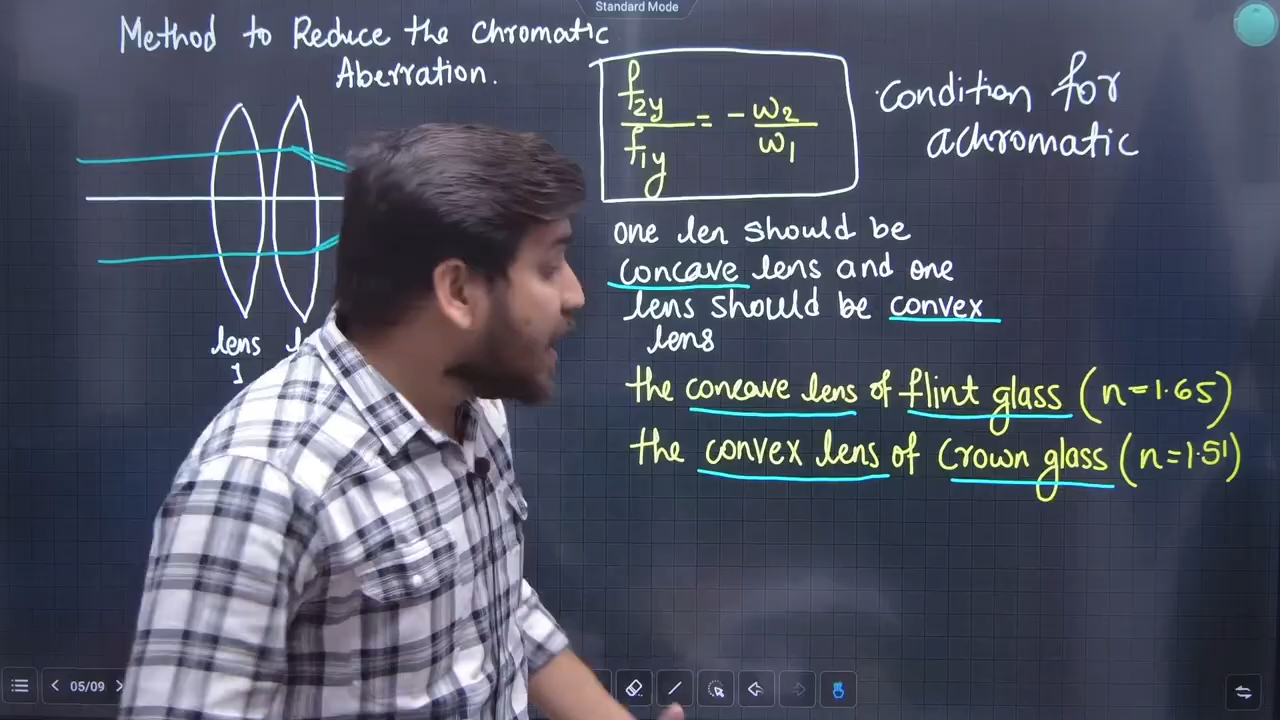 Standard Mode
Method to Reduce the chromatic
Aberration.
f2y
f1y
= - ω2
ω1
condition for
achromatic
one len should be
concave lens and one
lens should be convex
lens
the concave lens of flint glass (n=1.65)
the convex lens of Crown glass (n=1.51)
lens
1
05/09